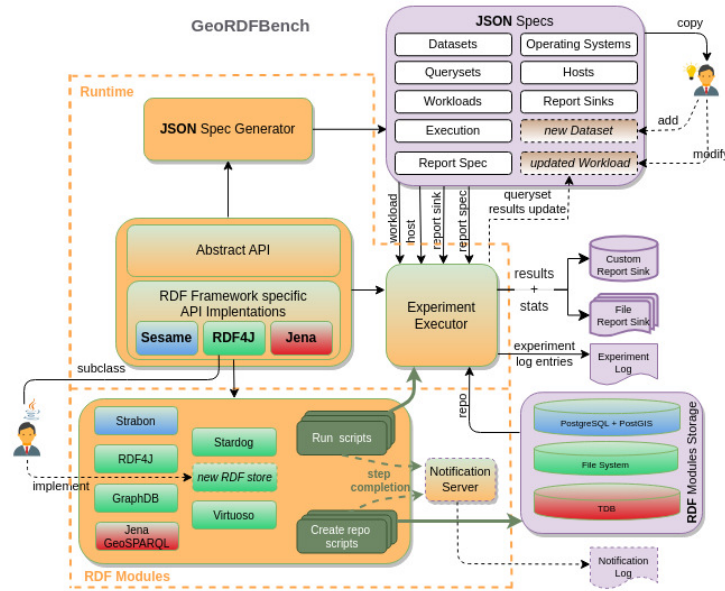 GeoRDFBench
JSON Specs
Datasets
Operating Systems
Querysets
Hosts
Workloads
Report Sinks
Execution
new Dataset
Report Spec
updated Workload
copy
add
modify
Runtime
JSON Spec Generator
queryset
results update
workload
host
report sink
report spec
Abstract API
RDF Framework specific
API Implentations
Sesame
RDF4J
Jena
Experiment
Executor
results
+
stats
Custom
Report Sink
File
Report Sink
experiment
log entries
Experiment
Log
subclass
repo
implement
Strabon
RDF4J
GraphDB
Jena
GeoSPARQL
Stardog
new RDF store
Virtuoso
Run scripts
step
completion
Create repo
scripts
Notification
Server
RDF Modules
PostgreSQL + PostGIS
File System
TDB
RDF Modules Storage
Notification
Log